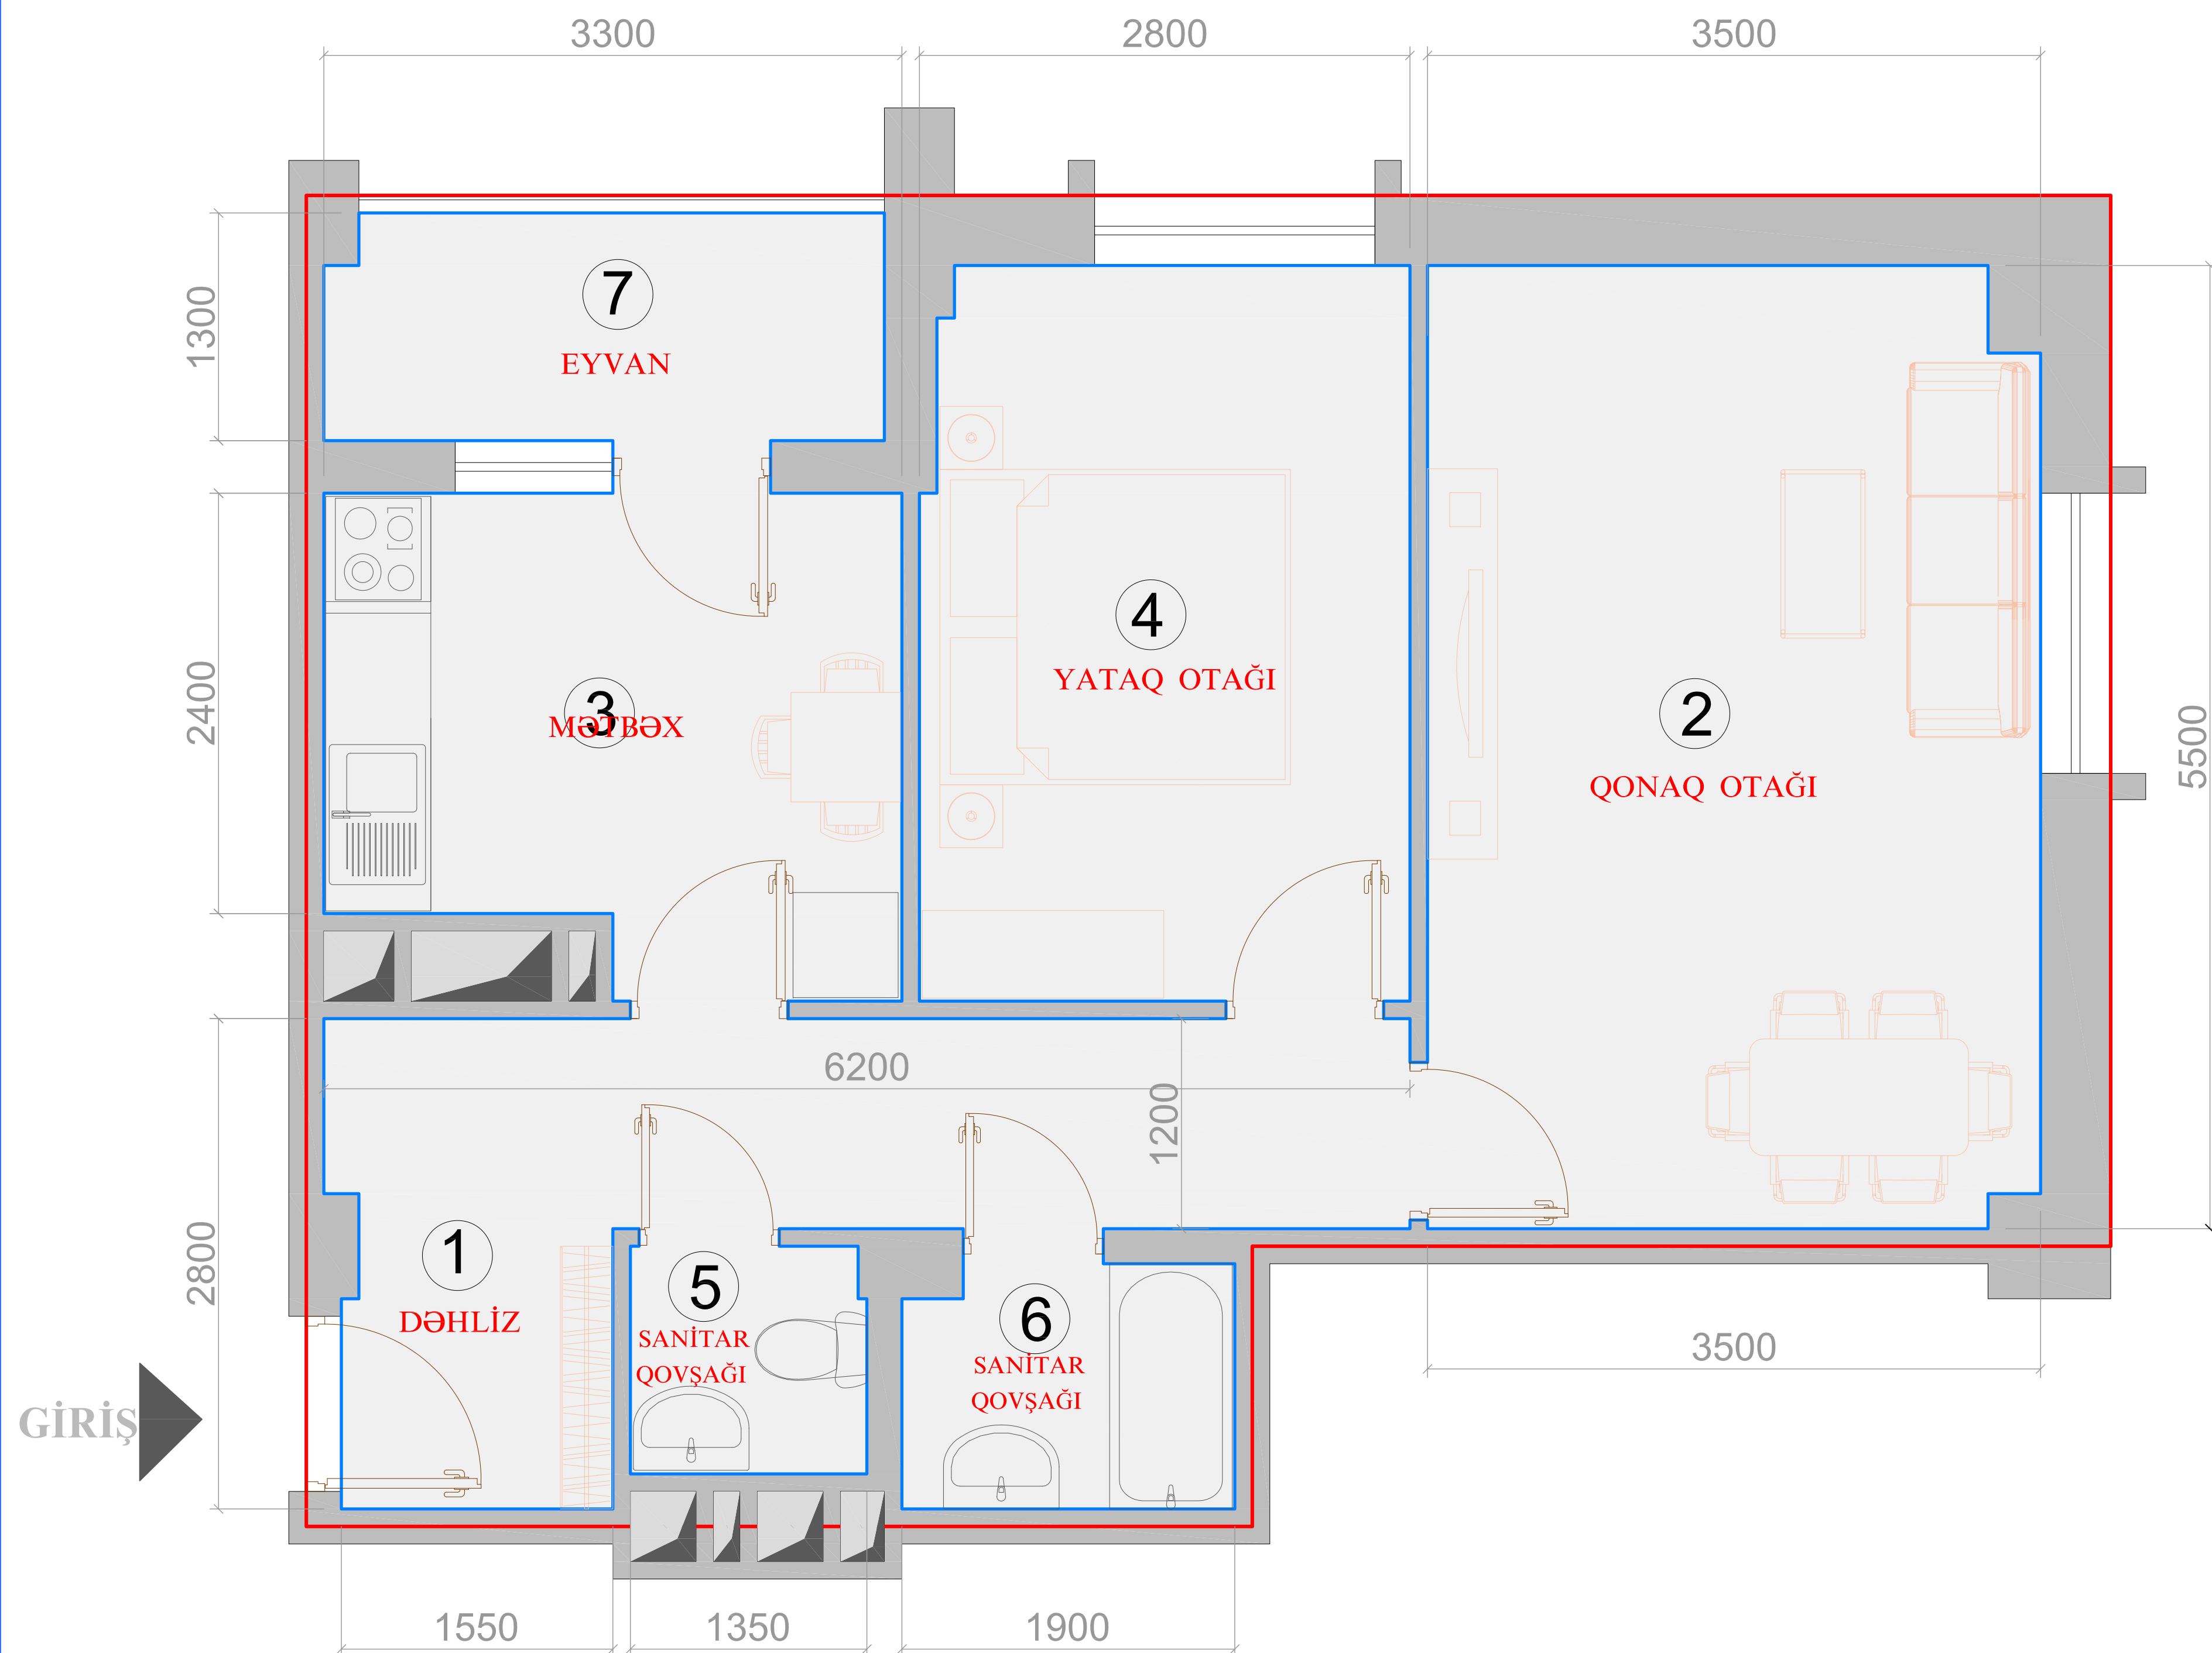 3300
2800
3500
7
EYVAN
1300
4
YATAQ OTAĞI
2400
3
MƏTBƏX
2
QONAQ OTAĞI
5500
6200
1200
2800
1
DƏHLİZ
5
SANİTAR
QOVŞAĞI
6
SANİTAR
QOVŞAĞI
3500
GİRİŞ
1550
1350
1900